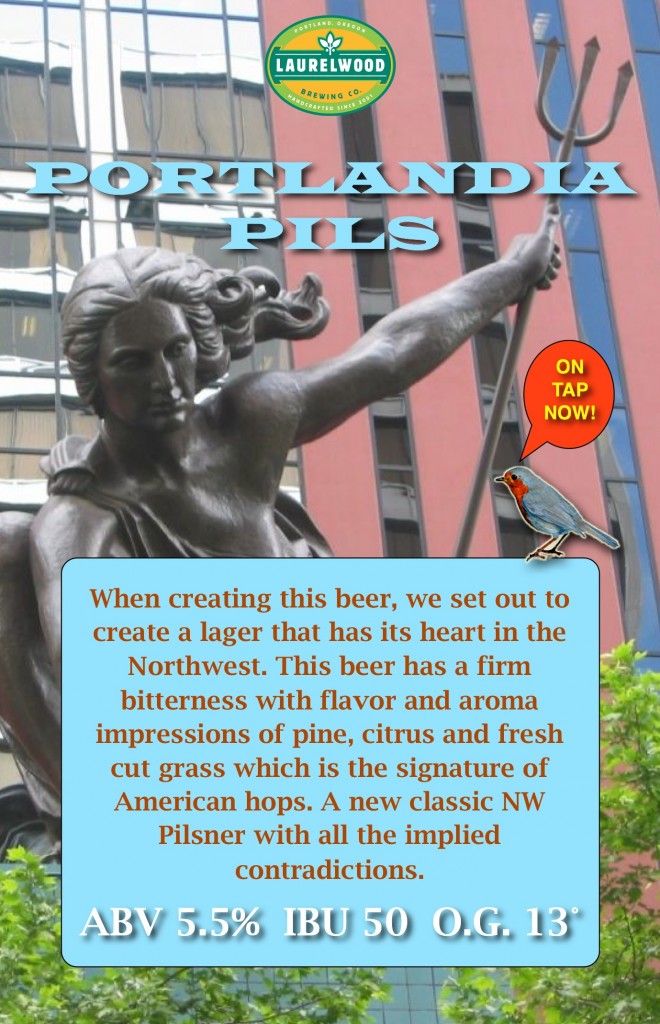 PORTLAND, OREGON
LAURELWOOD
BREWING CO.
HANDCRAFTED SINCE 2001
PORTLANDIA
PILS
ON
TAP
NOW!
When creating this beer, we set out to
create a lager that has its heart in the
Northwest. This beer has a firm
bitterness with flavor and aroma
impressions of pine, citrus and fresh
cut grass which is the signature of
American hops. A new classic NW
Pilsner with all the implied
contradictions.
ABV 5.5% IBU 50 O.G. 13°